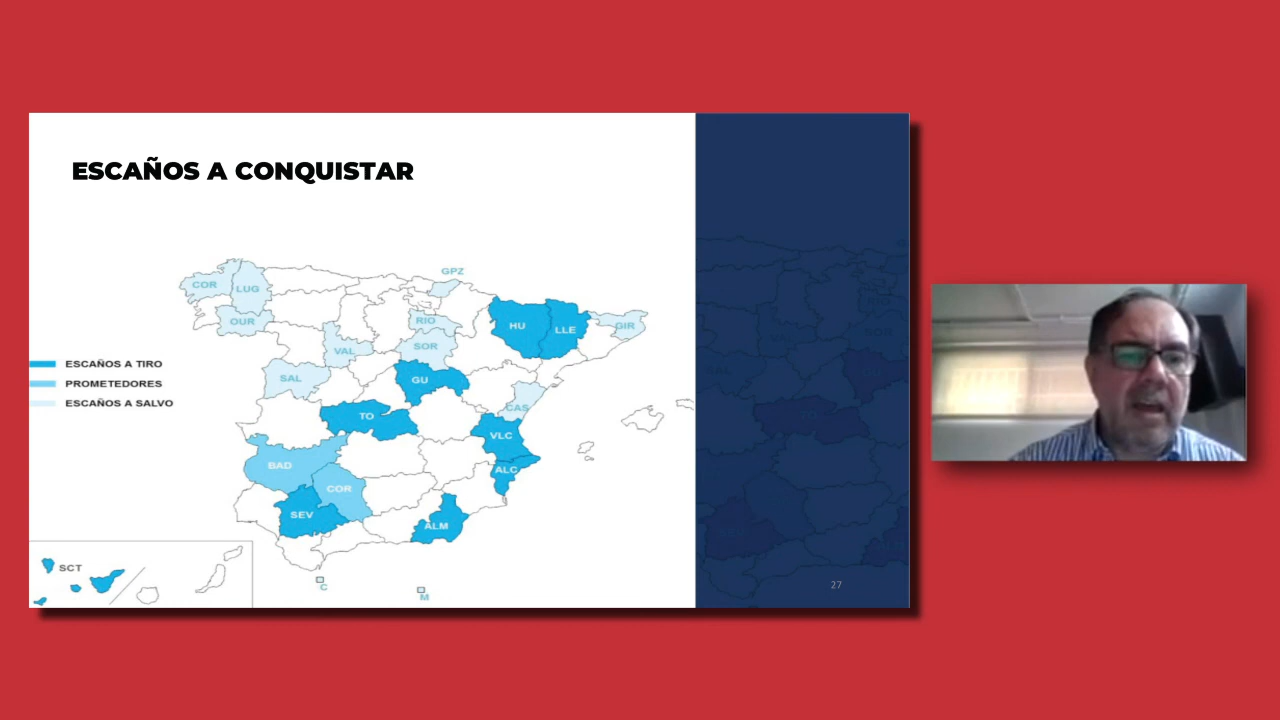 ESCAÑOS A CONQUISTAR
GPZ
COR
LUG
HU
LLE
OUR
RIO
GIR
VAL
SOR
ESCAÑOS A TIRO
PROMETEDORES
ESCAÑOS A SALVO
SAL
GU
CAS
TO
VLC
BAD
ALC
COR
SEV
ALM
SCT
C
M
27